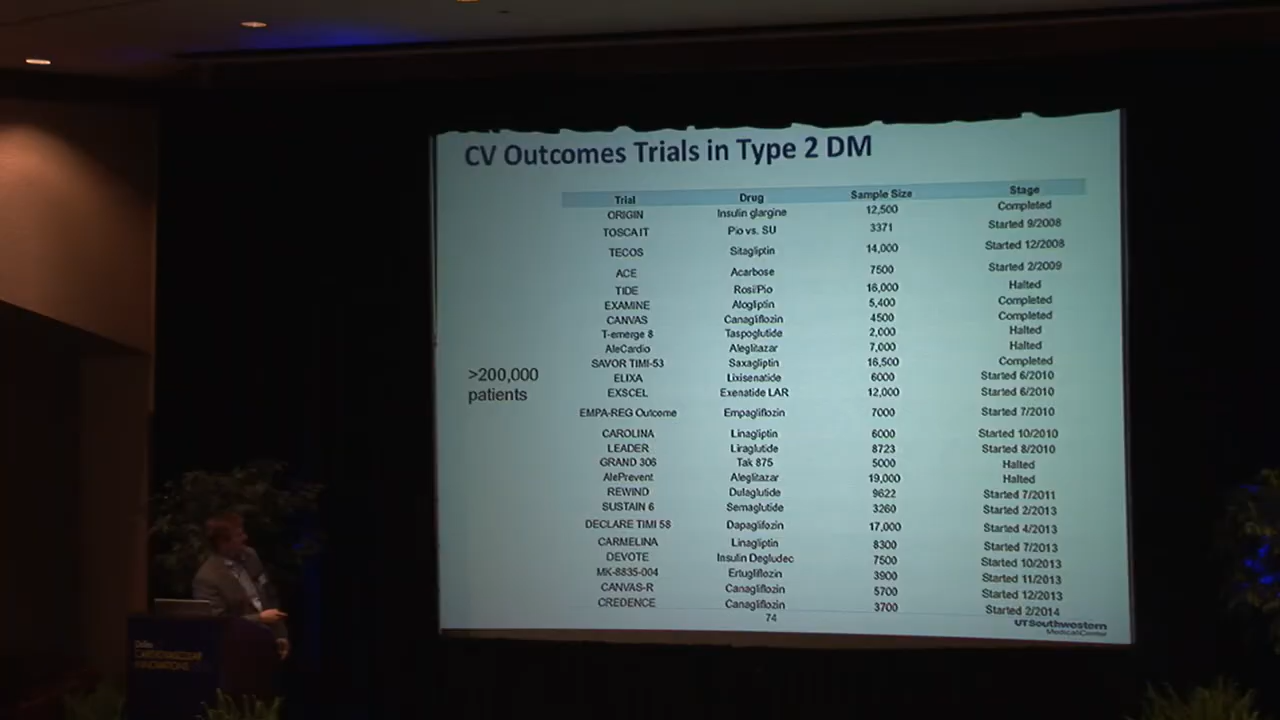 CV Outcomes Trials in Type 2 DM
Trial Drug Sample Size Stage
ORIGIN Insulin glargine 12,500 Completed
TOSCA IT Pio vs. SU 3371 Started 9/2008
TECOS Sitagliptin 14,000 Started 12/2008
ACE Acarbose 7500 Started 2/2009
TIDE Rosi/Pio 16,000 Halted
EXAMINE Alogliptin 5,400 Completed
CANVAS Canagliflozin 4500 Completed
T-emerge 8 Taspoglutide 2,000 Halted
AleCardio Aleglitazar 7,000 Halted
SAVOR TIMI-53 Saxagliptin 16,500 Completed
>200,000
patients
ELIXA Lixisenatide 6000 Started 6/2010
EXSCEL Exenatide LAR 12,000 Started 6/2010
EMPA-REG Outcome Empagliflozin 7000 Started 7/2010
CAROLINA Linagliptin 6000 Started 10/2010
LEADER Liraglutide 8723 Started 8/2010
GRAND 306 Tak 875 5000 Halted
AlePrevent Aleglitazar 19,000 Halted
REWIND Dulaglutide 9622 Started 7/2011
SUSTAIN 6 Semaglutide 3260 Started 2/2013
DECLARE TIMI 58 Dapaglifozin 17,000 Started 4/2013
CARMELINA Linagliptin 8300 Started 7/2013
DEVOTE Insulin Degludec 7500 Started 10/2013
MK-8835-004 Ertugliflozin 3900 Started 11/2013
CANVAS-R Canagliflozin 5700 Started 12/2013
CREDENCE Canagliflozin 3700 Started 2/2014
74
UTSouthwestern
Medical Center
Dallas
CARDIOVASCULAR
INNOVATIONS